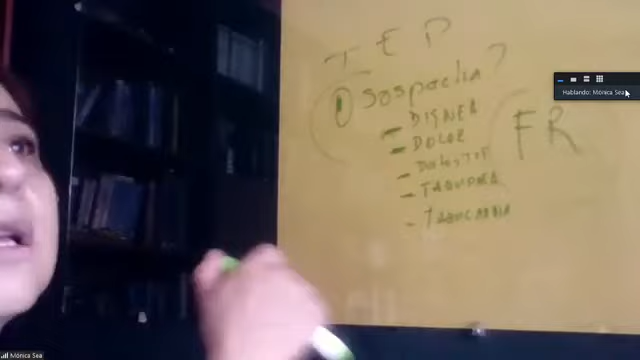 TEP
① Sospecha?
- DISNEA
- DOLOR
- TAQUIPNEA
- TAQUICARDIA
FR
Hablando: Mónica Sea
Mónica Sea